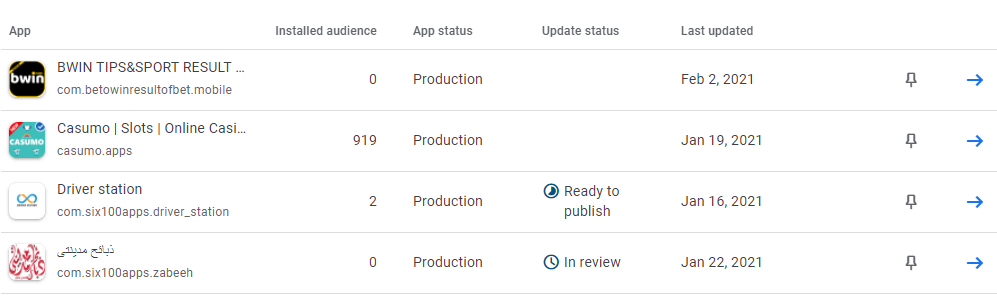 App Installed audience App status Update status Last updated
bwin
BWIN TIPS&SPORT RESULT ...
com.betowinresultofbet.mobile
0 Production Feb 2, 2021
CASUMO
Casumo | Slots | Online Casi...
casumo.apps
919 Production Jan 19, 2021
Driver station
com.six100apps.driver_station
2 Production Ready to
publish
Jan 16, 2021
ذبائح مدينتى
com.six100apps.zabeeh
0 Production In review Jan 22, 2021